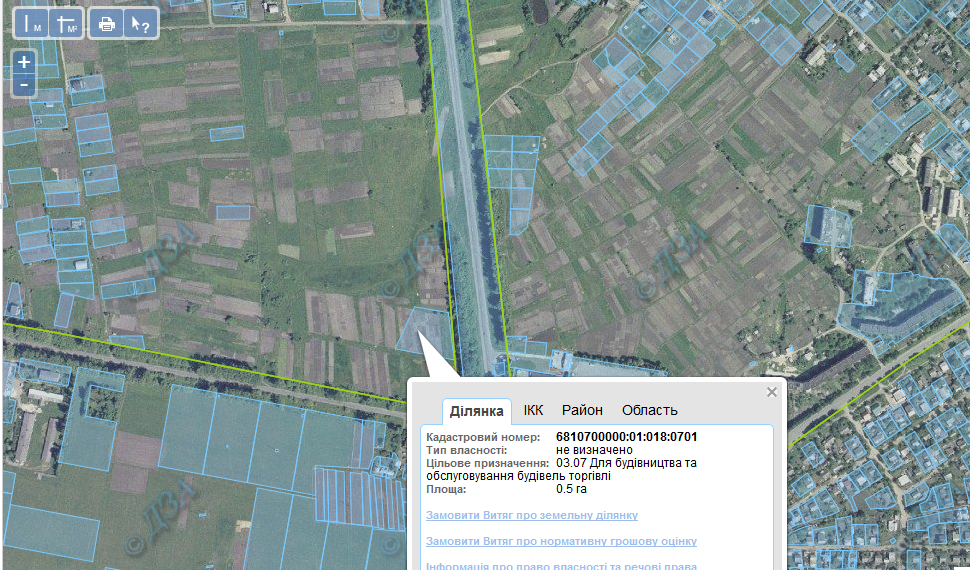 м
м²
?
+
-
© ДЗА
© ДЗА
© ДЗА
© ДЗА
Ділянка ІКК Район Область
Кадастровий номер: 6810700000:01:018:0701
Тип власності: не визначено
Цільове призначення: 03.07 Для будівництва та
обслуговування будівель торгівлі
Площа: 0.5 га
Замовити Витяг про земельну ділянку
Замовити Витяг про нормативну грошову оцінку
Інформація про право власності та речові права